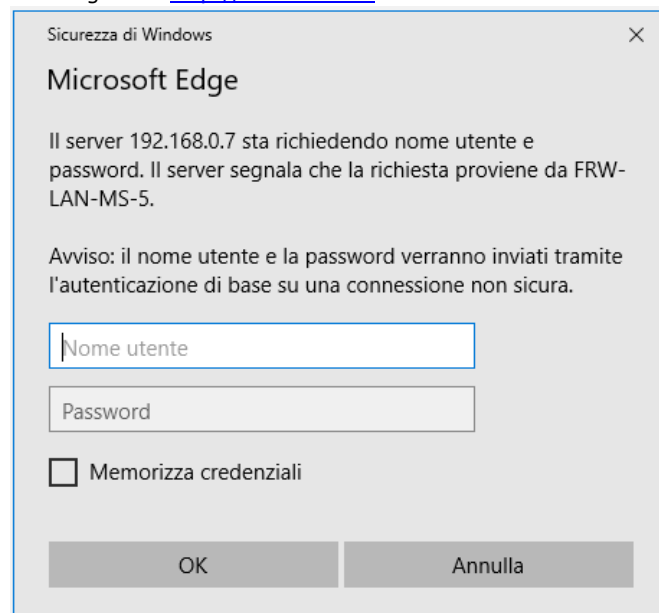 Sicurezza di Windows
Microsoft Edge
Il server 192.168.0.7 sta richiedendo nome utente e
password. Il server segnala che la richiesta proviene da FRW-
LAN-MS-5.
Avviso: il nome utente e la password verranno inviati tramite
l'autenticazione di base su una connessione non sicura.
Nome utente
Password
Memorizza credenziali
OK
Annulla